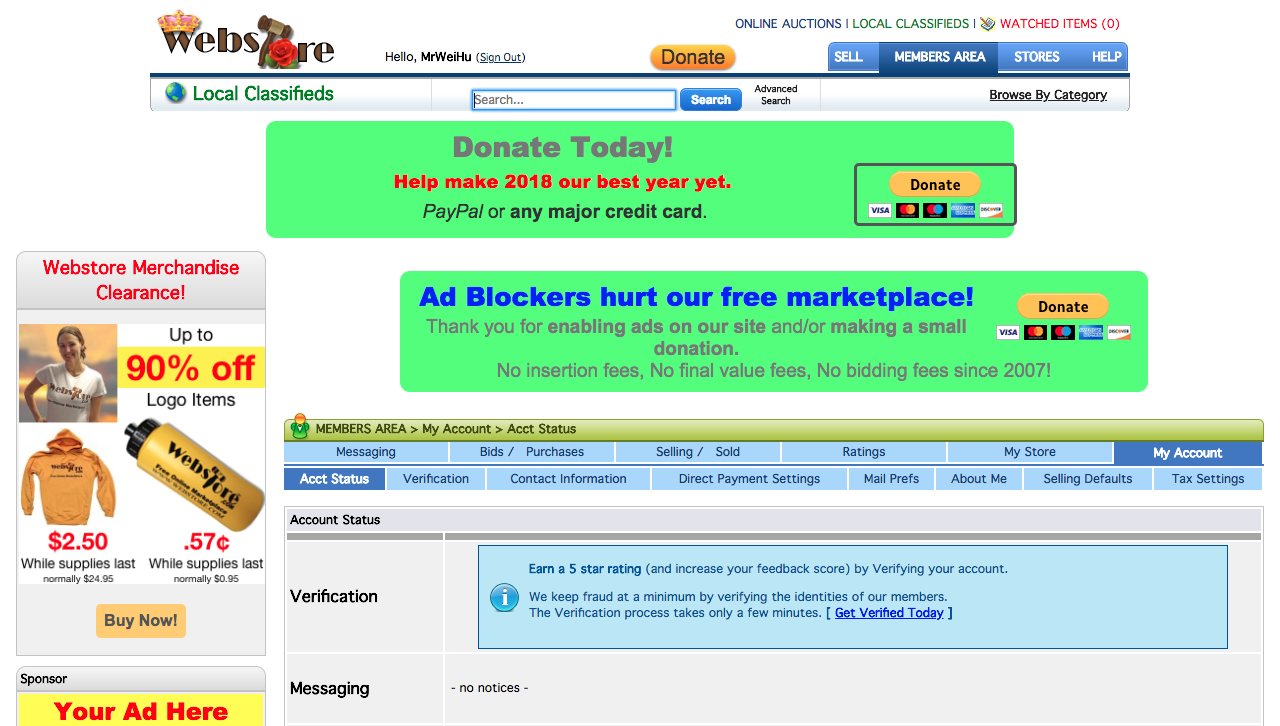 Webstore
ONLINE AUCTIONS | LOCAL CLASSIFIEDS | WATCHED ITEMS (0)
Hello, MrWeiHu (Sign Out)
Donate
SELL MEMBERS AREA STORES HELP
Local Classifieds
Search...
Search
Advanced
Search
Browse By Category
Donate Today!
Help make 2018 our best year yet.
PayPal or any major credit card.
Donate
VISA
Webstore Merchandise
Clearance!
Up to
90% off
Logo Items
Webstore
Free Online Marketplace
$2.50
While supplies last
normally $24.95
.57¢
While supplies last
normally $0.95
Buy Now!
Sponsor
Your Ad Here
Ad Blockers hurt our free marketplace!
Thank you for enabling ads on our site and/or making a small
donation.
No insertion fees, No final value fees, No bidding fees since 2007!
Donate
VISA
MEMBERS AREA > My Account > Acct Status
Messaging Bids / Purchases Selling / Sold Ratings My Store My Account
Acct Status Verification Contact Information Direct Payment Settings Mail Prefs About Me Selling Defaults Tax Settings
Account Status
Verification
Earn a 5 star rating (and increase your feedback score) by Verifying your account.
We keep fraud at a minimum by verifying the identities of our members.
The Verification process takes only a few minutes. [ Get Verified Today ]
Messaging
- no notices -